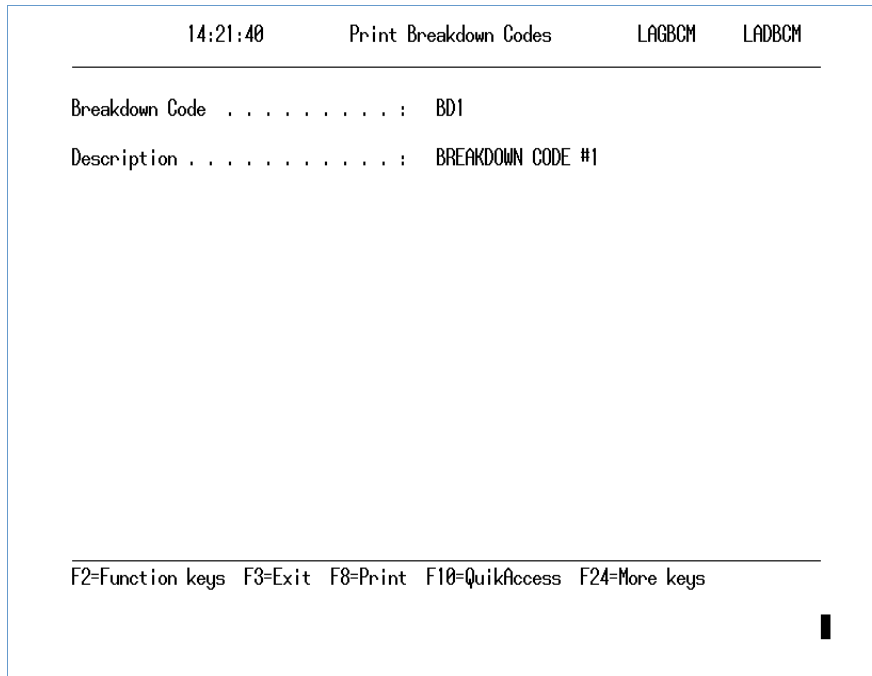 14:21:40 Print Breakdown Codes LAGBCM LADBCM
Breakdown Code . . . . . . . . . : BD1
Description . . . . . . . . . . . : BREAKDOWN CODE #1
F2=Function keys F3=Exit F8=Print F10=QuikAccess F24=More keys